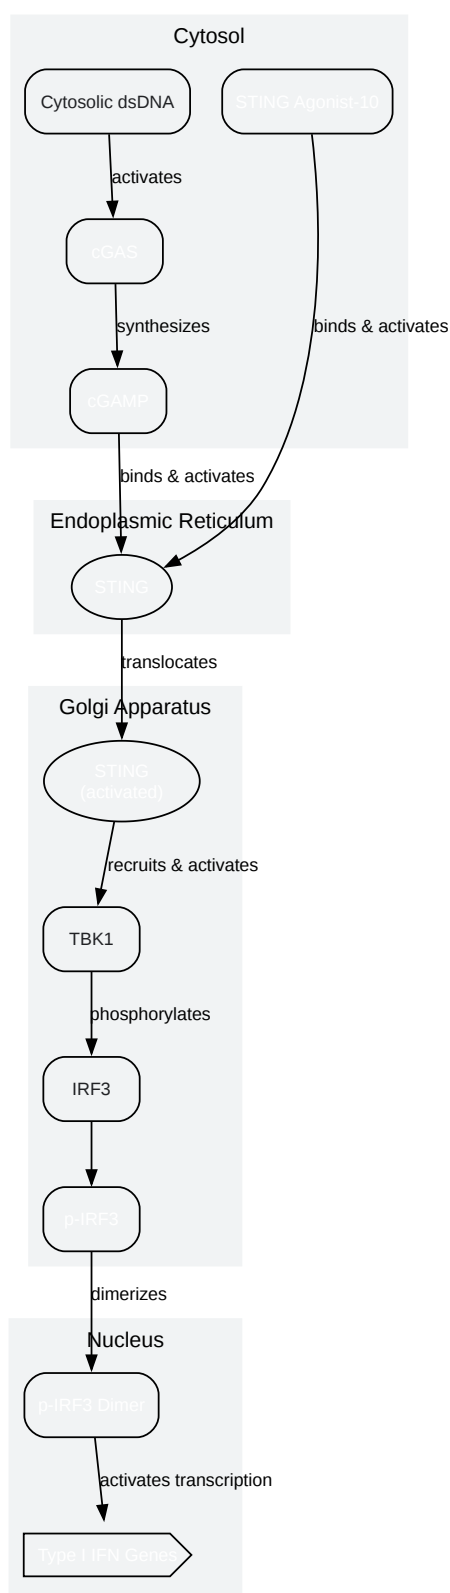 Cytosol
Cytosolic dsDNA
STING Agonist-10
activates
cGAS
synthesizes
binds & activates
cGAMP
binds & activates
Endoplasmic Reticulum
STING
translocates
Golgi Apparatus
STING
(activated)
recruits & activates
TBK1
phosphorylates
IRF3
p-IRF3
dimerizes
Nucleus
p-IRF3 Dimer
activates transcription
Type I IFN Genes